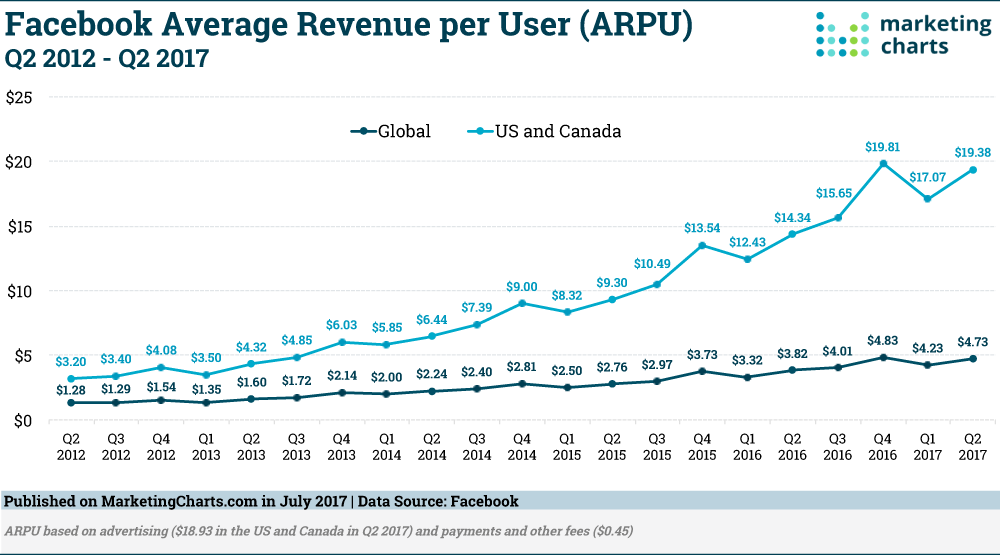 Facebook Average Revenue per User (ARPU)
Q2 2012 - Q2 2017
marketing
charts
$25
Global
US and Canada
$20
$15
$10
$5
$0
$3.20 $3.40 $4.08 $3.50 $4.32 $4.85 $6.03 $5.85 $6.44 $7.39 $9.00 $8.32 $9.30 $10.49 $13.54 $12.43 $14.34 $15.65 $19.81 $17.07 $19.38
$1.28 $1.29 $1.54 $1.35 $1.60 $1.72 $2.14 $2.00 $2.24 $2.40 $2.81 $2.50 $2.76 $2.97 $3.73 $3.32 $3.82 $4.01 $4.83 $4.23 $4.73
Q2 Q3 Q4 Q1 Q2 Q3 Q4 Q1 Q2 Q3 Q4 Q1 Q2 Q3 Q4 Q1 Q2 Q3 Q4 Q1 Q2
2012 2012 2012 2013 2013 2013 2013 2014 2014 2014 2014 2015 2015 2015 2015 2016 2016 2016 2016 2017 2017
Published on MarketingCharts.com in July 2017 | Data Source: Facebook
ARPU based on advertising ($18.93 in the US and Canada in Q2 2017) and payments and other fees ($0.45)